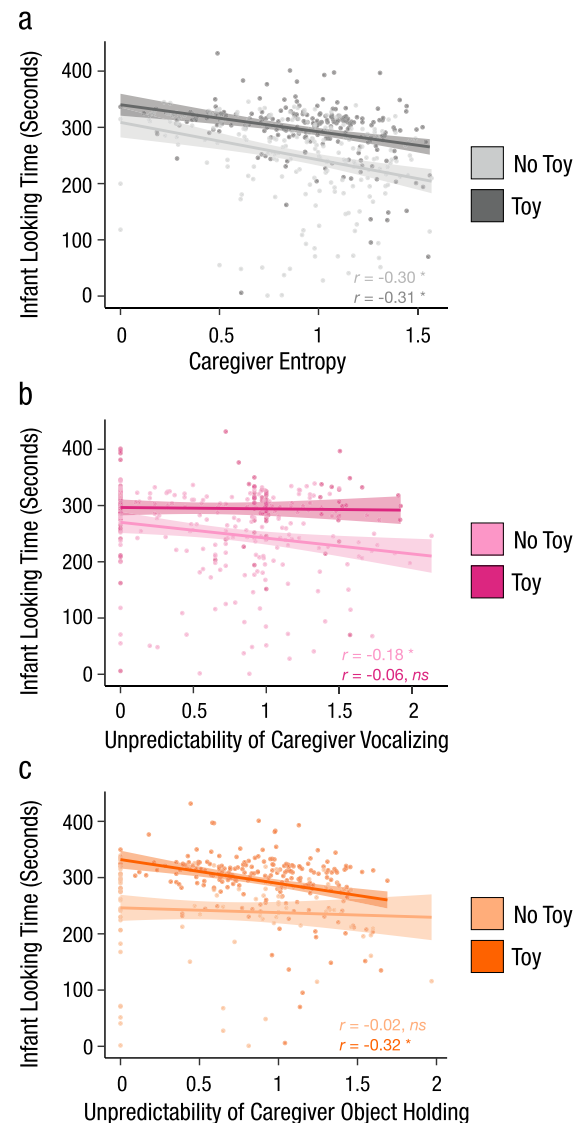 a
Infant Looking Time (Seconds)
400
300
200
100
0
0 0.5 1 1.5
Caregiver Entropy
r = -0.30 *
r = -0.31 *
No Toy
Toy
b
Infant Looking Time (Seconds)
400
300
200
100
0
0 0.5 1 1.5 2
Unpredictability of Caregiver Vocalizing
r = -0.18 *
r = -0.06, ns
No Toy
Toy
c
Infant Looking Time (Seconds)
400
300
200
100
0
0 0.5 1 1.5 2
Unpredictability of Caregiver Object Holding
r = -0.02, ns
r = -0.32 *
No Toy
Toy